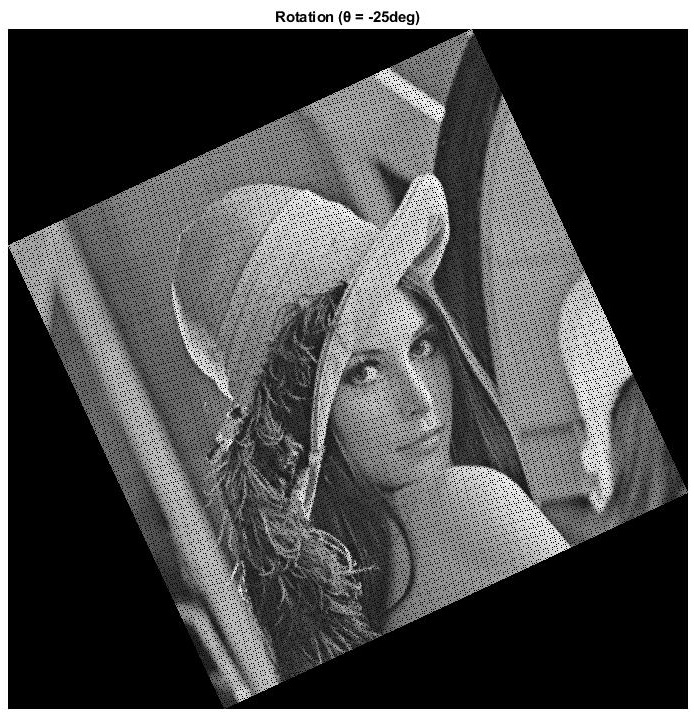 Rotation (θ = -25deg)